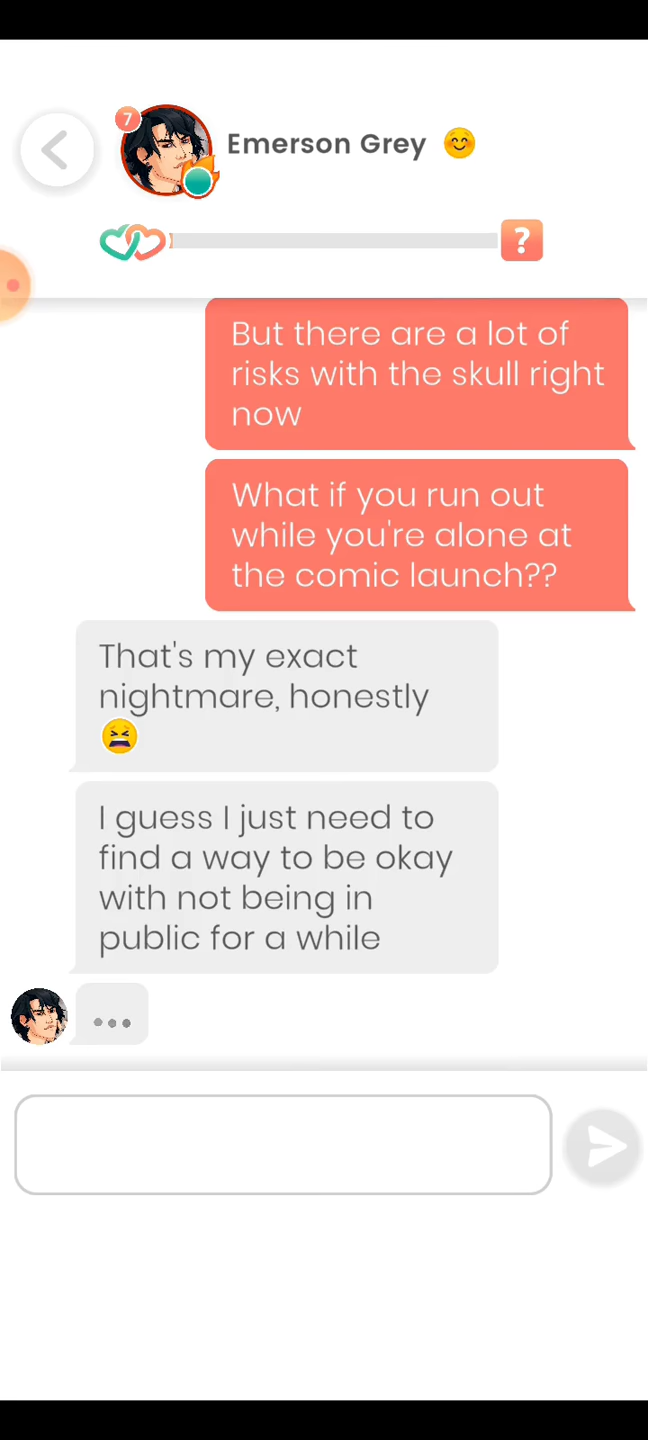 7
Emerson Grey 😊
?
But there are a lot of
risks with the skull right
now
What if you run out
while you're alone at
the comic launch??
That's my exact
nightmare, honestly
😫
I guess I just need to
find a way to be okay
with not being in
public for a while
...